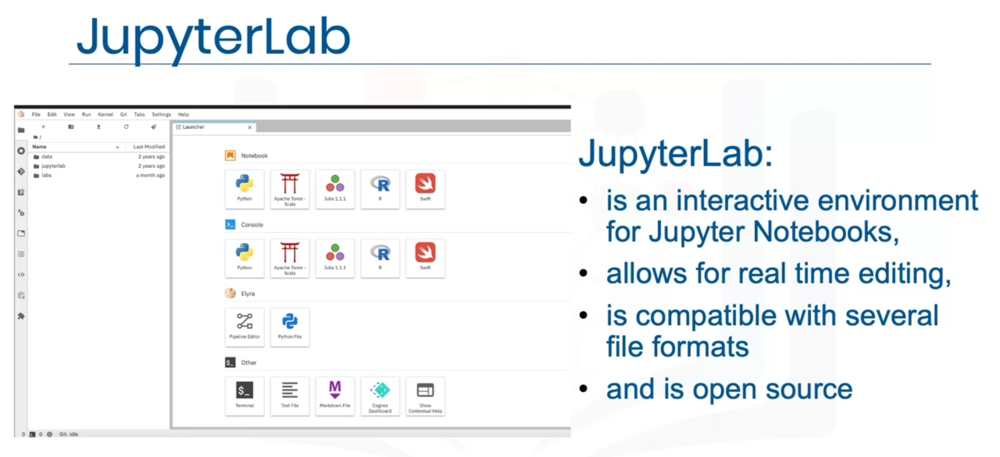 JupyterLab
File Edit View Run Kernel Git Tabs Settings Help
Launcher
/
Name Last Modified
data 2 years ago
jupyterlab 2 years ago
labs a month ago
Notebook
Python
Apache Toree -
Scala
Julia 1.1.1
R
Swift
Console
Python
Apache Toree -
Scala
Julia 1.1.1
R
Swift
Elyra
Pipeline Editor
Python File
$_ Other
$_
Terminal
Text File
M
Markdown File
Cognos
Dashboard
Show
Contextual Help
0 0 Git: idle
JupyterLab:
• is an interactive environment
for Jupyter Notebooks,
• allows for real time editing,
• is compatible with several
file formats
• and is open source